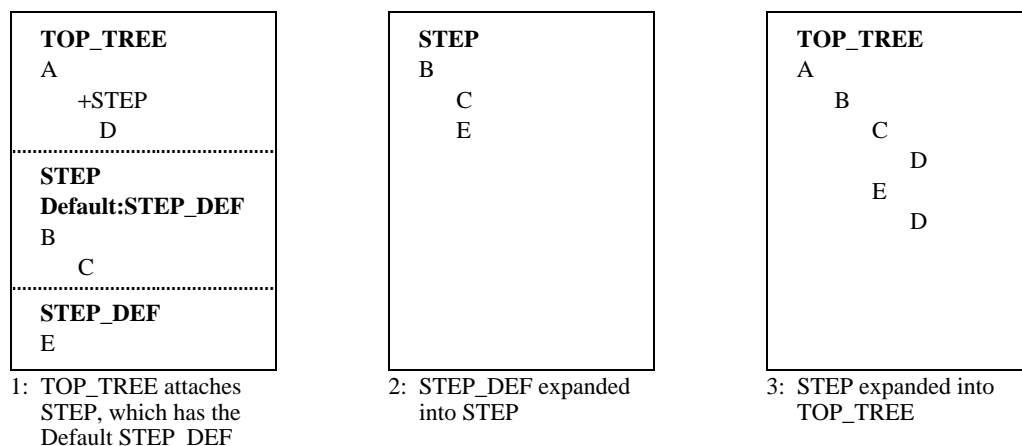 TOP_TREE
A
+STEP
D
STEP
Default:STEP_DEF
B
C
STEP_DEF
E
1: TOP_TREE attaches
STEP, which has the
Default STEP_DEF
STEP
B
C
E
2: STEP_DEF expanded
into STEP
TOP_TREE
A
B
C
D
E
D
3: STEP expanded into
TOP_TREE